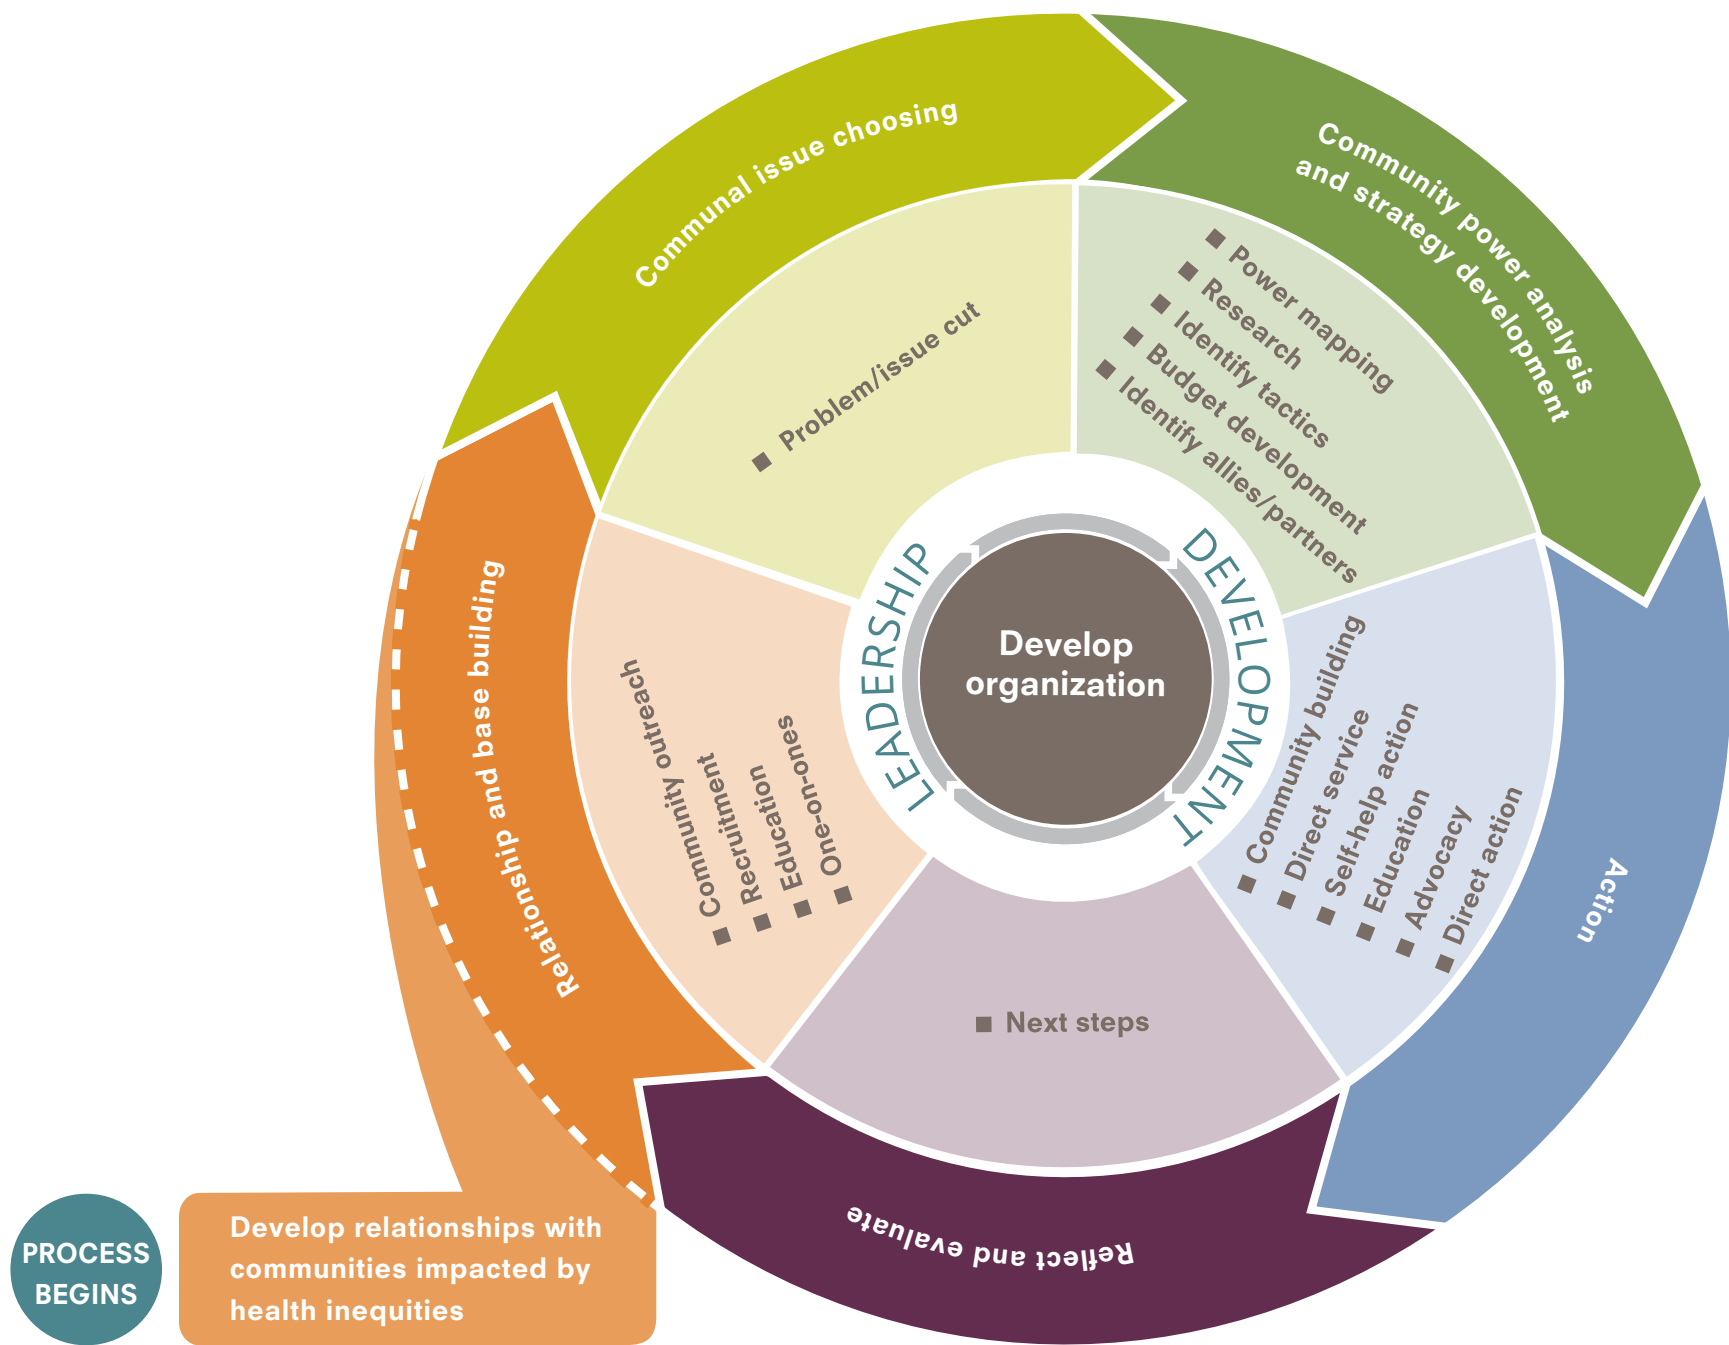 PROCESS
BEGINS
Develop relationships with
communities impacted by
health inequities
Relationship and base building
■ Community outreach
■ Recruitment
■ Education
■ One-on-ones
Communal issue choosing
■ Problem/issue cut
Community power analysis
and strategy development
■ Power mapping
■ Research
■ Identify tactics
■ Budget development
■ Identify allies/partners
Action
■ Community building
■ Direct service
■ Self-help action
■ Education
■ Advocacy
■ Direct action
Reflect and evaluate
■ Next steps
LEADERSHIP
DEVELOPMENT
Develop
organization